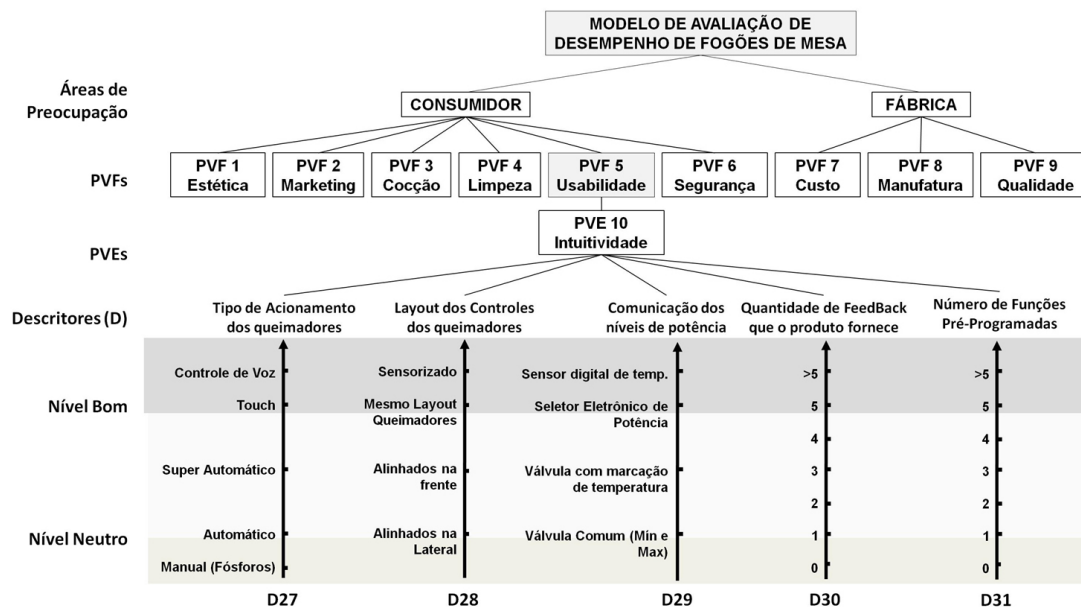 MODELO DE AVALIAÇÃO DE
DESEMPENHO DE FOGÕES DE MESA
Áreas de
Preocupação
CONSUMIDOR
FÁBRICA
PVFs
PVF 1
Estética
PVF 2
Marketing
PVF 3
Cocção
PVF 4
Limpeza
PVF 5
Usabilidade
PVF 6
Segurança
PVF 7
Custo
PVF 8
Manufatura
PVF 9
Qualidade
PVEs
PVE 10
Intuitividade
Descritores (D)
Tipo de Acionamento
dos queimadores
Layout dos Controles
dos queimadores
Comunicação dos
níveis de potência
Quantidade de FeedBack
que o produto fornece
Número de Funções
Pré-Programadas
Nível Bom
Nível Neutro
Controle de Voz
Touch
Super Automático
Automático
Manual (Fósforos)
D27
Sensorizado
Mesmo Layout
Queimadores
Alinhados na
frente
Alinhados na
Lateral
D28
Sensor digital de temp.
Seletor Eletrônico de
Potência
Válvula com marcação
de temperatura
Válvula Comum (Mín e
Max)
D29
>5
5
4
3
2
1
0
D30
>5
5
4
3
2
1
0
D31